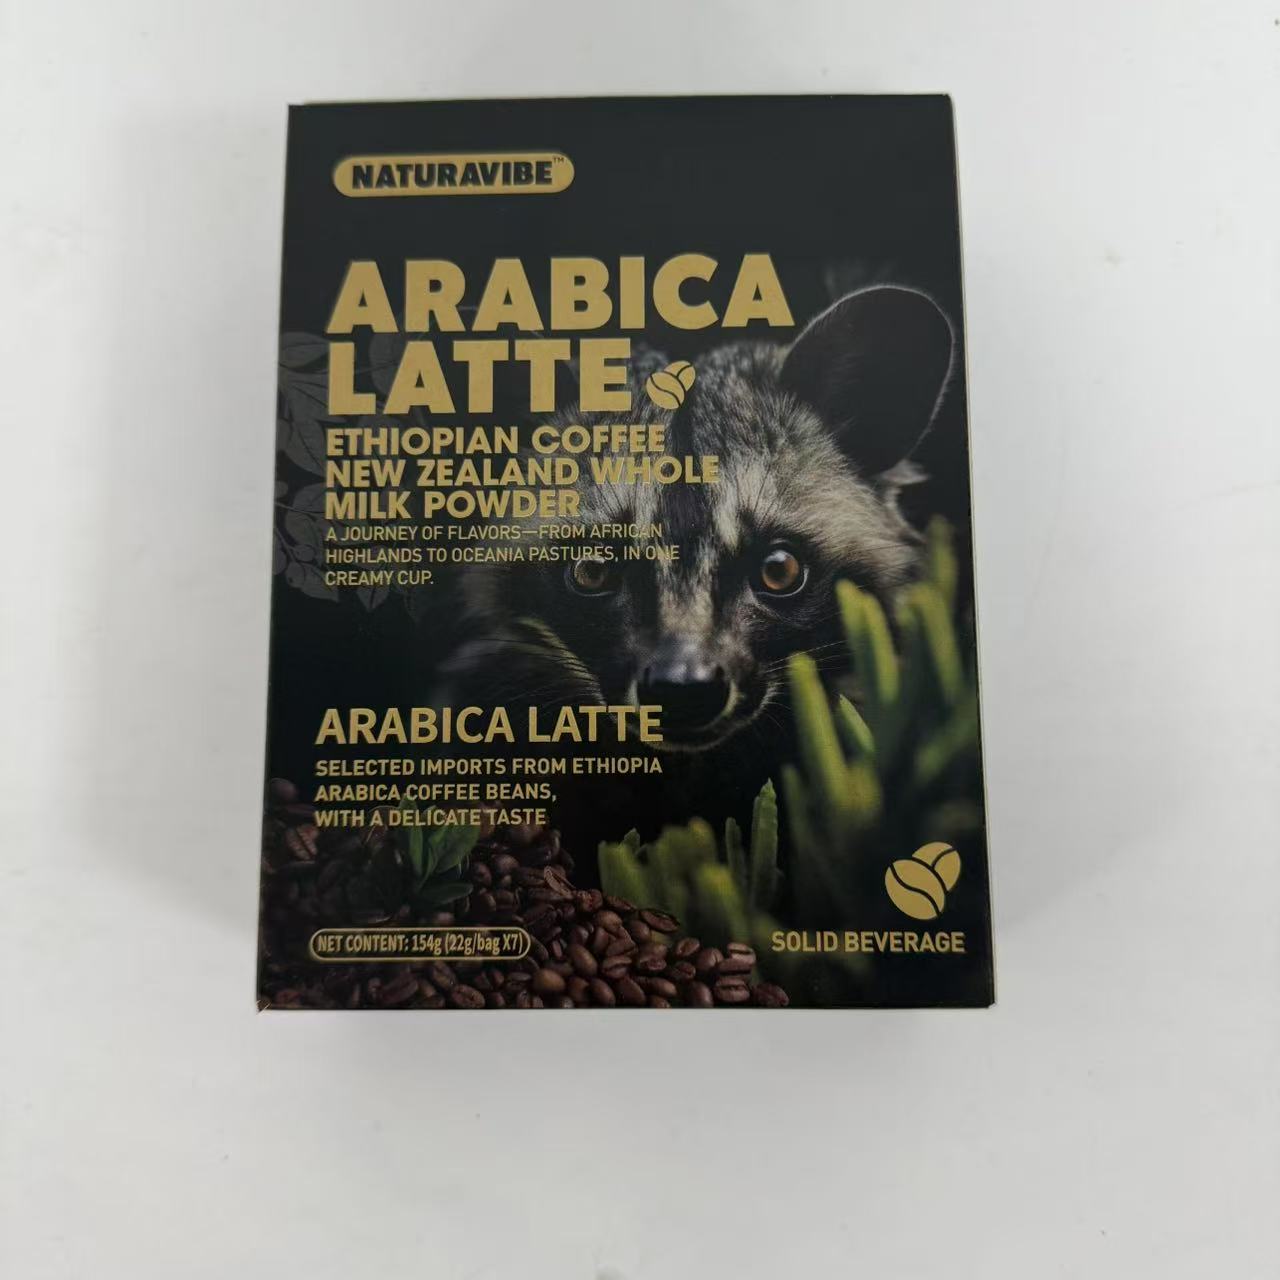 NATURAVIBE™
ARABICA
LATTE
ETHIOPIAN COFFEE
NEW ZEALAND WHOLE
MILK POWDER
A JOURNEY OF FLAVORS—FROM AFRICAN
HIGHLANDS TO OCEANIA PASTURES, IN ONE
CREAMY CUP.
ARABICA LATTE
SELECTED IMPORTS FROM ETHIOPIA
ARABICA COFFEE BEANS,
WITH A DELICATE TASTE
NET CONTENT: 154g (22g/bag X7)
SOLID BEVERAGE